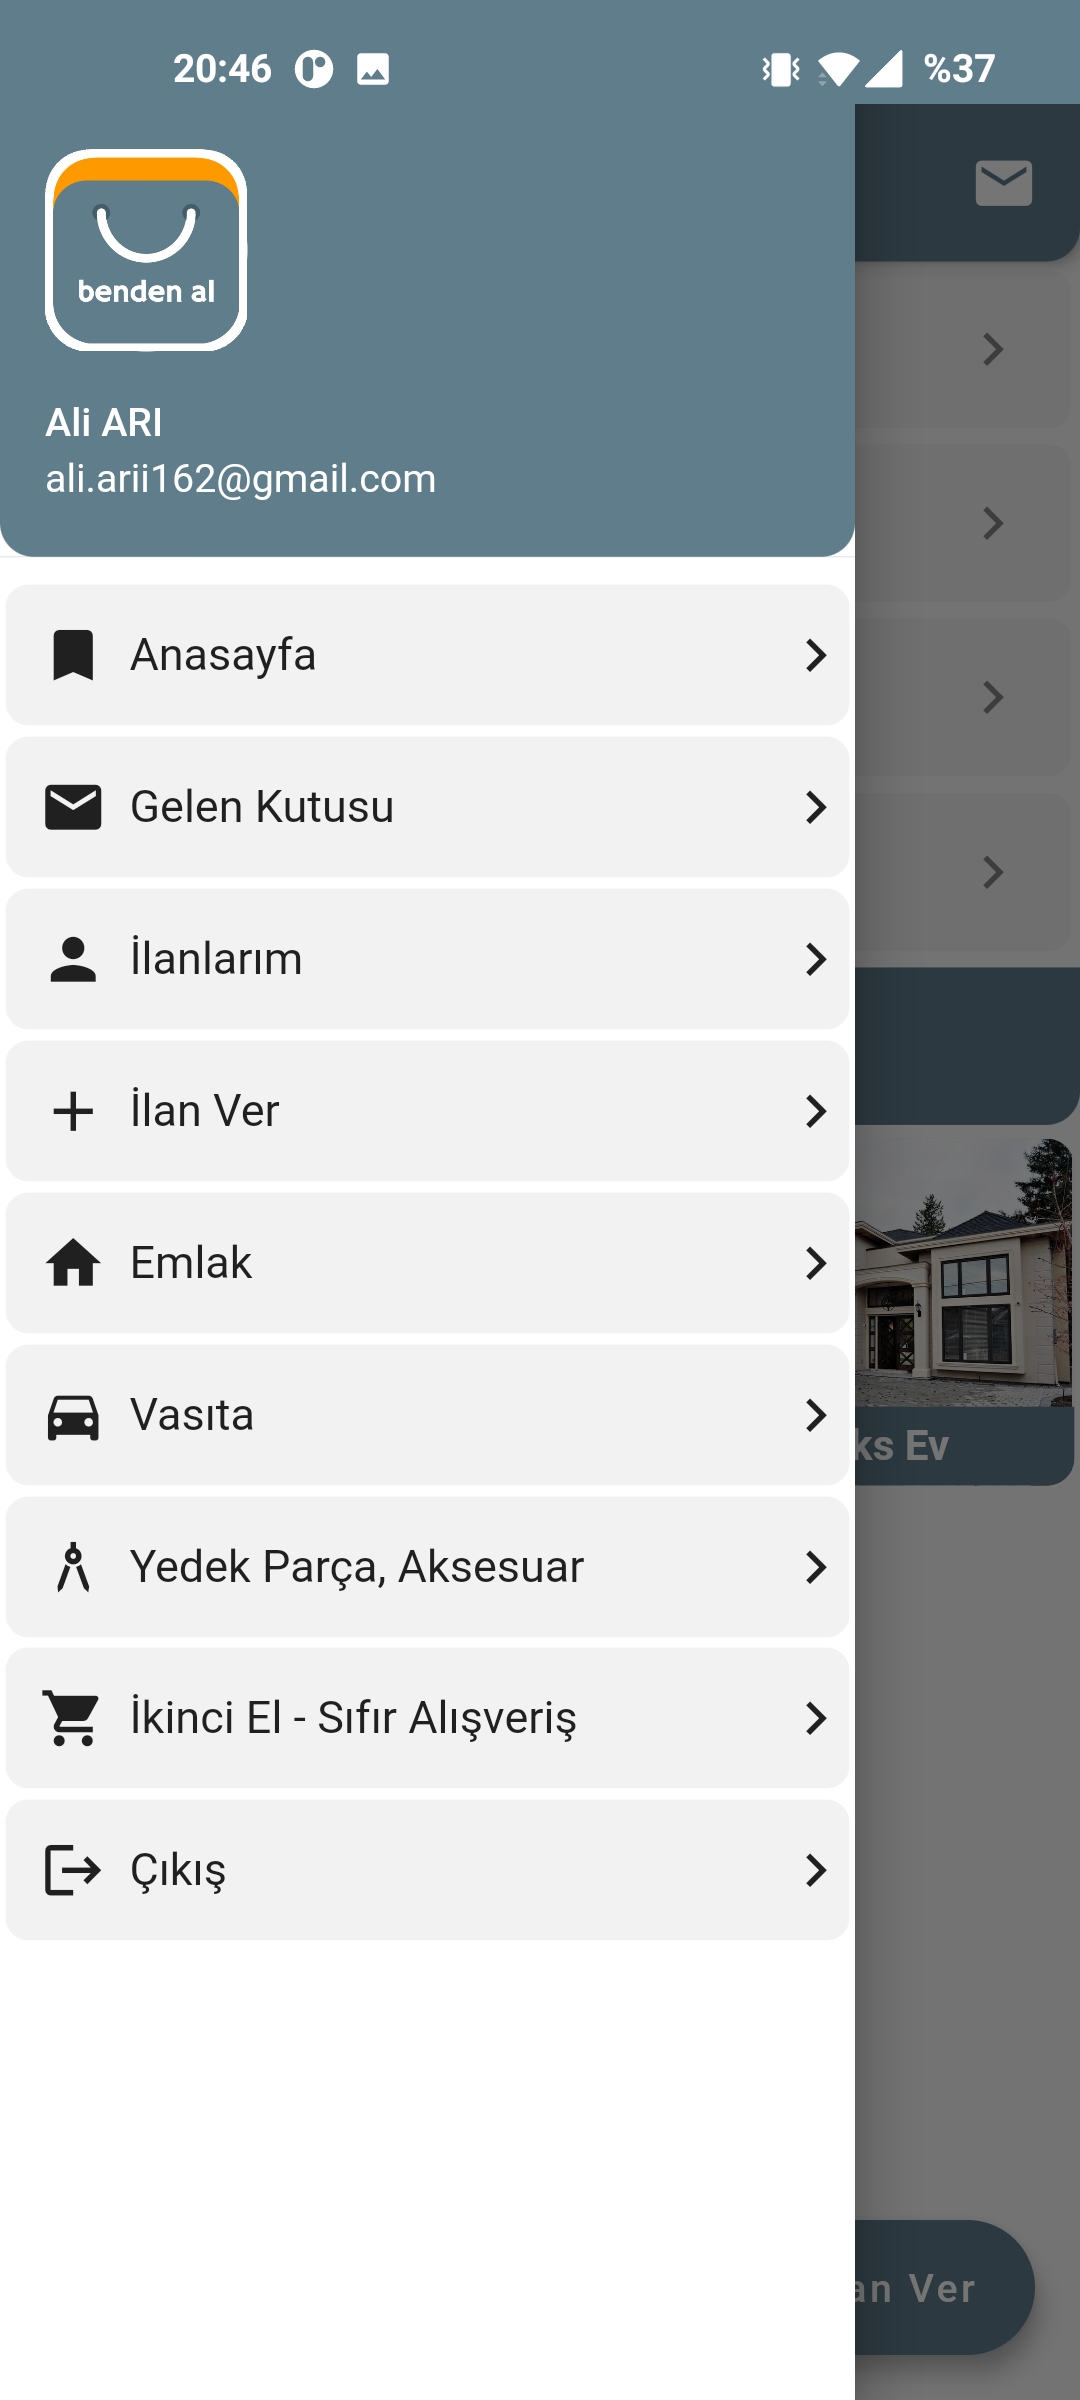 20:46 %37
benden al
Ali ARI
ali.arii162@gmail.com
Anasayfa
Gelen Kutusu
İlanlarım
İlan Ver
Emlak
Vasıta
ks Ev
Yedek Parça, Aksesuar
İkinci El - Sıfır Alışveriş
Çıkış
an Ver